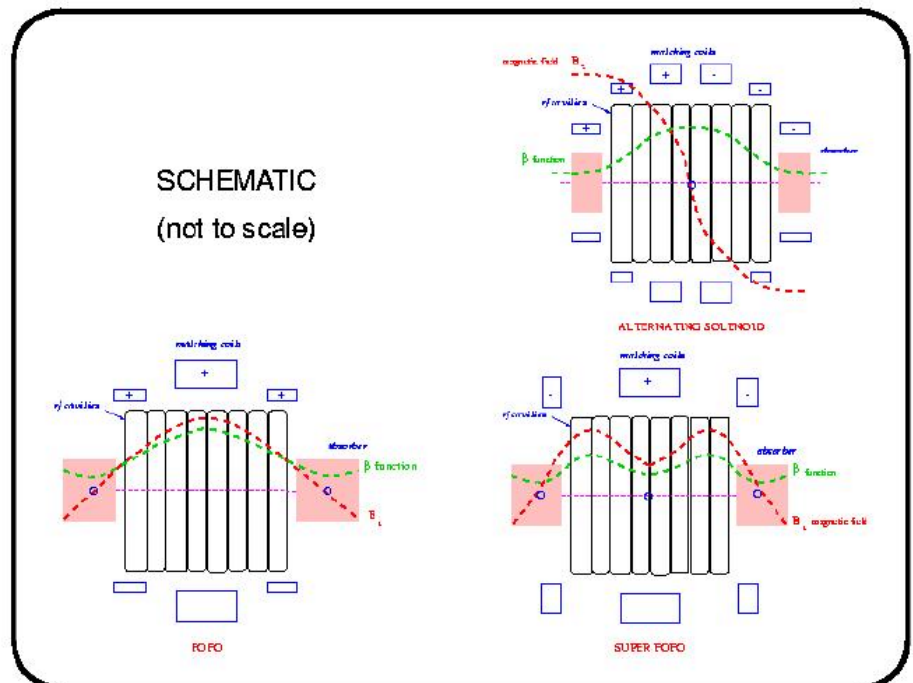 SCHEMATIC
(not to scale)
matching coils
magnetic field B
+ -
+ -
rf cavities
+ -
β function
absorber
ALTERNATING SOLENOID
matching coils
+
+ +
rf cavities
absorber
β function
B
FOFO
matching coils
+
- -
rf cavities
absorber
β function
B magnetic field
SUPER FOFO